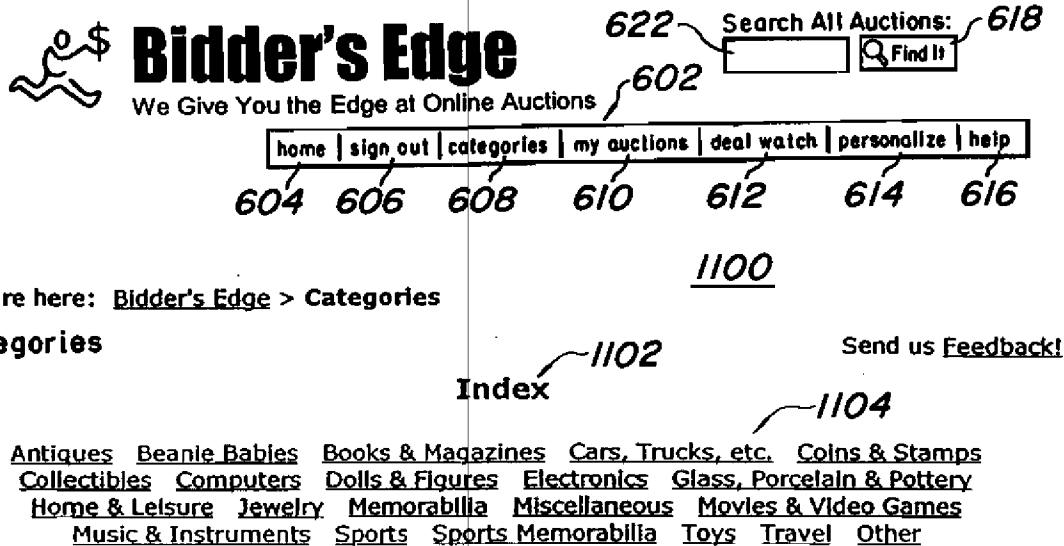 622 Search All Auctions: 618
$ Bidder's Edge Find It
We Give You the Edge at Online Auctions 602
home | sign out | categories | my auctions | deal watch | personalize | help
604 606 608 610 612 614 616
1100
re here: Bidder's Edge > Categories
egories Send us Feedback!
1102
Index
1104
Antiques Beanie Babies Books & Magazines Cars, Trucks, etc. Coins & Stamps
Collectibles Computers Dolls & Figures Electronics Glass, Porcelain & Pottery
Home & Leisure Jewelry Memorabilia Miscellaneous Movies & Video Games
Music & Instruments Sports Sports Memorabilia Toys Travel Other